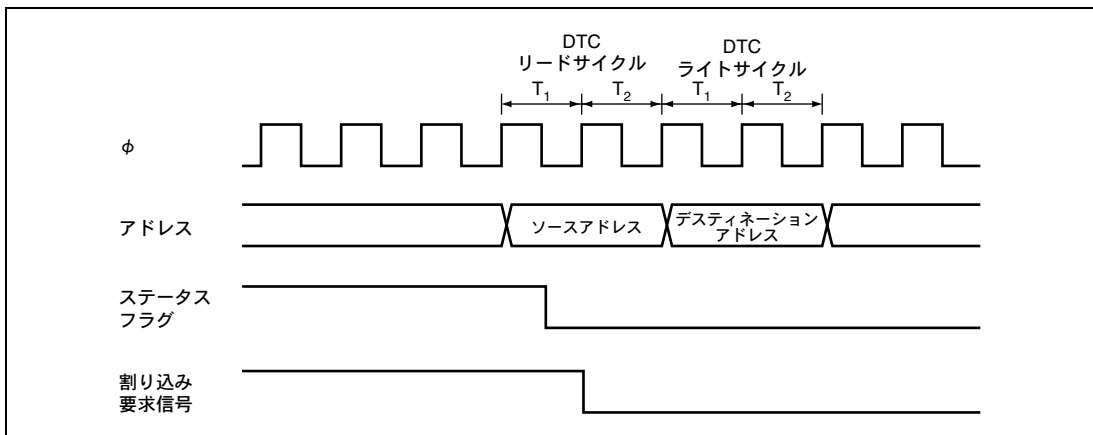 DTC
リードサイクル
DTC
ライトサイクル
T1 T2 T1 T2
φ
アドレス
ソースアドレス
デスティネーション
アドレス
ステータス
フラグ
割り込み
要求信号